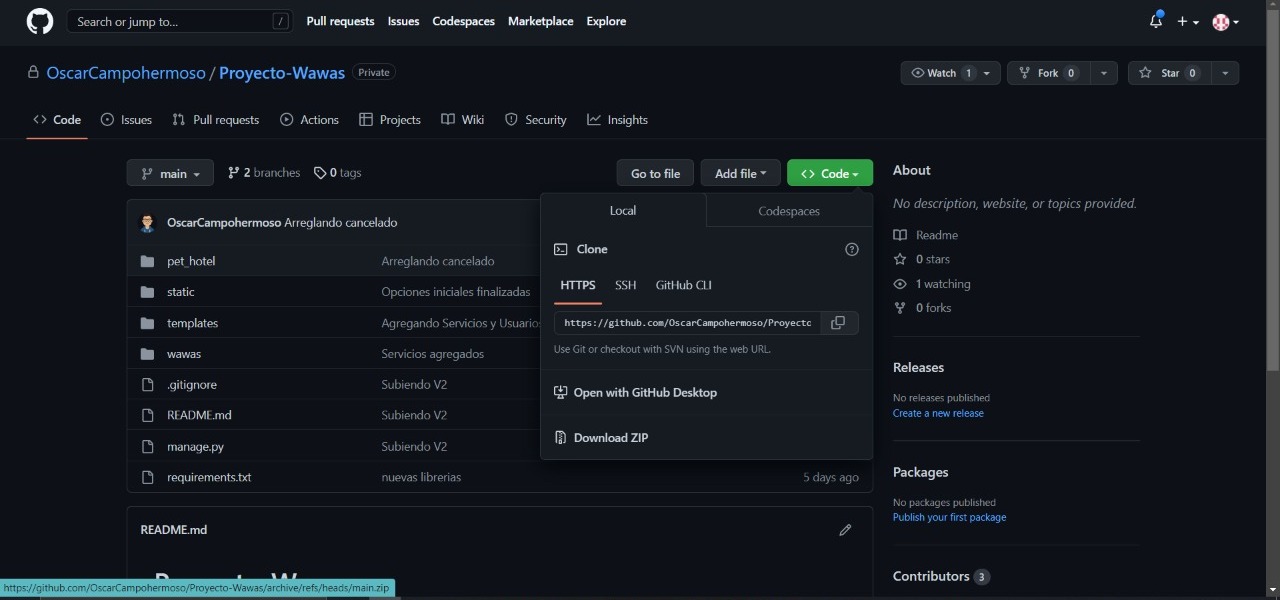 Search or jump to... /
Pull requests Issues Codespaces Marketplace Explore
OscarCampohermoso / Proyecto-Wawas Private
Watch 1 Fork 0 Star 0
Code Issues Pull requests Actions Projects Wiki Security Insights
main 2 branches 0 tags Go to file Add file Code
OscarCampohermoso Arreglando cancelado
pet_hotel Arreglando cancelado
static Opciones iniciales finalizadas
templates Agregando Servicios y Usuario
wawas Servicios agregados
.gitignore Subiendo V2
README.md Subiendo V2
manage.py Subiendo V2
requirements.txt nuevas librerias 5 days ago
Local Codespaces
Clone
HTTPS SSH GitHub CLI
https://github.com/OscarCampohermoso/Proyecto
Use Git or checkout with SVN using the web URL.
Open with GitHub Desktop
Download ZIP
README.md
About
No description, website, or topics provided.
Readme
0 stars
1 watching
0 forks
Releases
No releases published
Create a new release
Packages
No packages published
Publish your first package
Contributors 3
https://github.com/OscarCampohermoso/Proyecto-Wawas/archive/refs/heads/main.zip